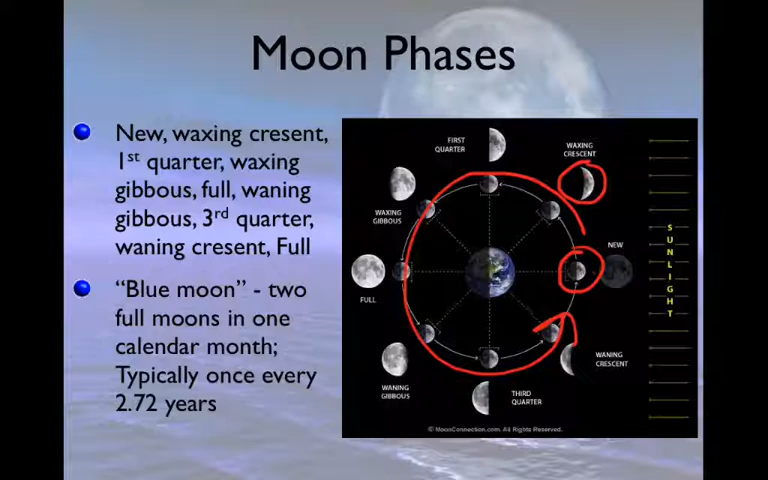 Moon Phases
New, waxing cresent,
1st quarter, waxing
gibbous, full, waning
gibbous, 3rd quarter,
waning cresent, Full
“Blue moon” - two
full moons in one
calendar month;
Typically once every
2.72 years
FIRST
QUARTER
WAXING
CRESCENT
WAXING
GIBBOUS
NEW
FULL
WANING
CRESCENT
WANING
GIBBOUS
THIRD
QUARTER
SUNLIGHT
© MoonConnection.com. All Rights Reserved.